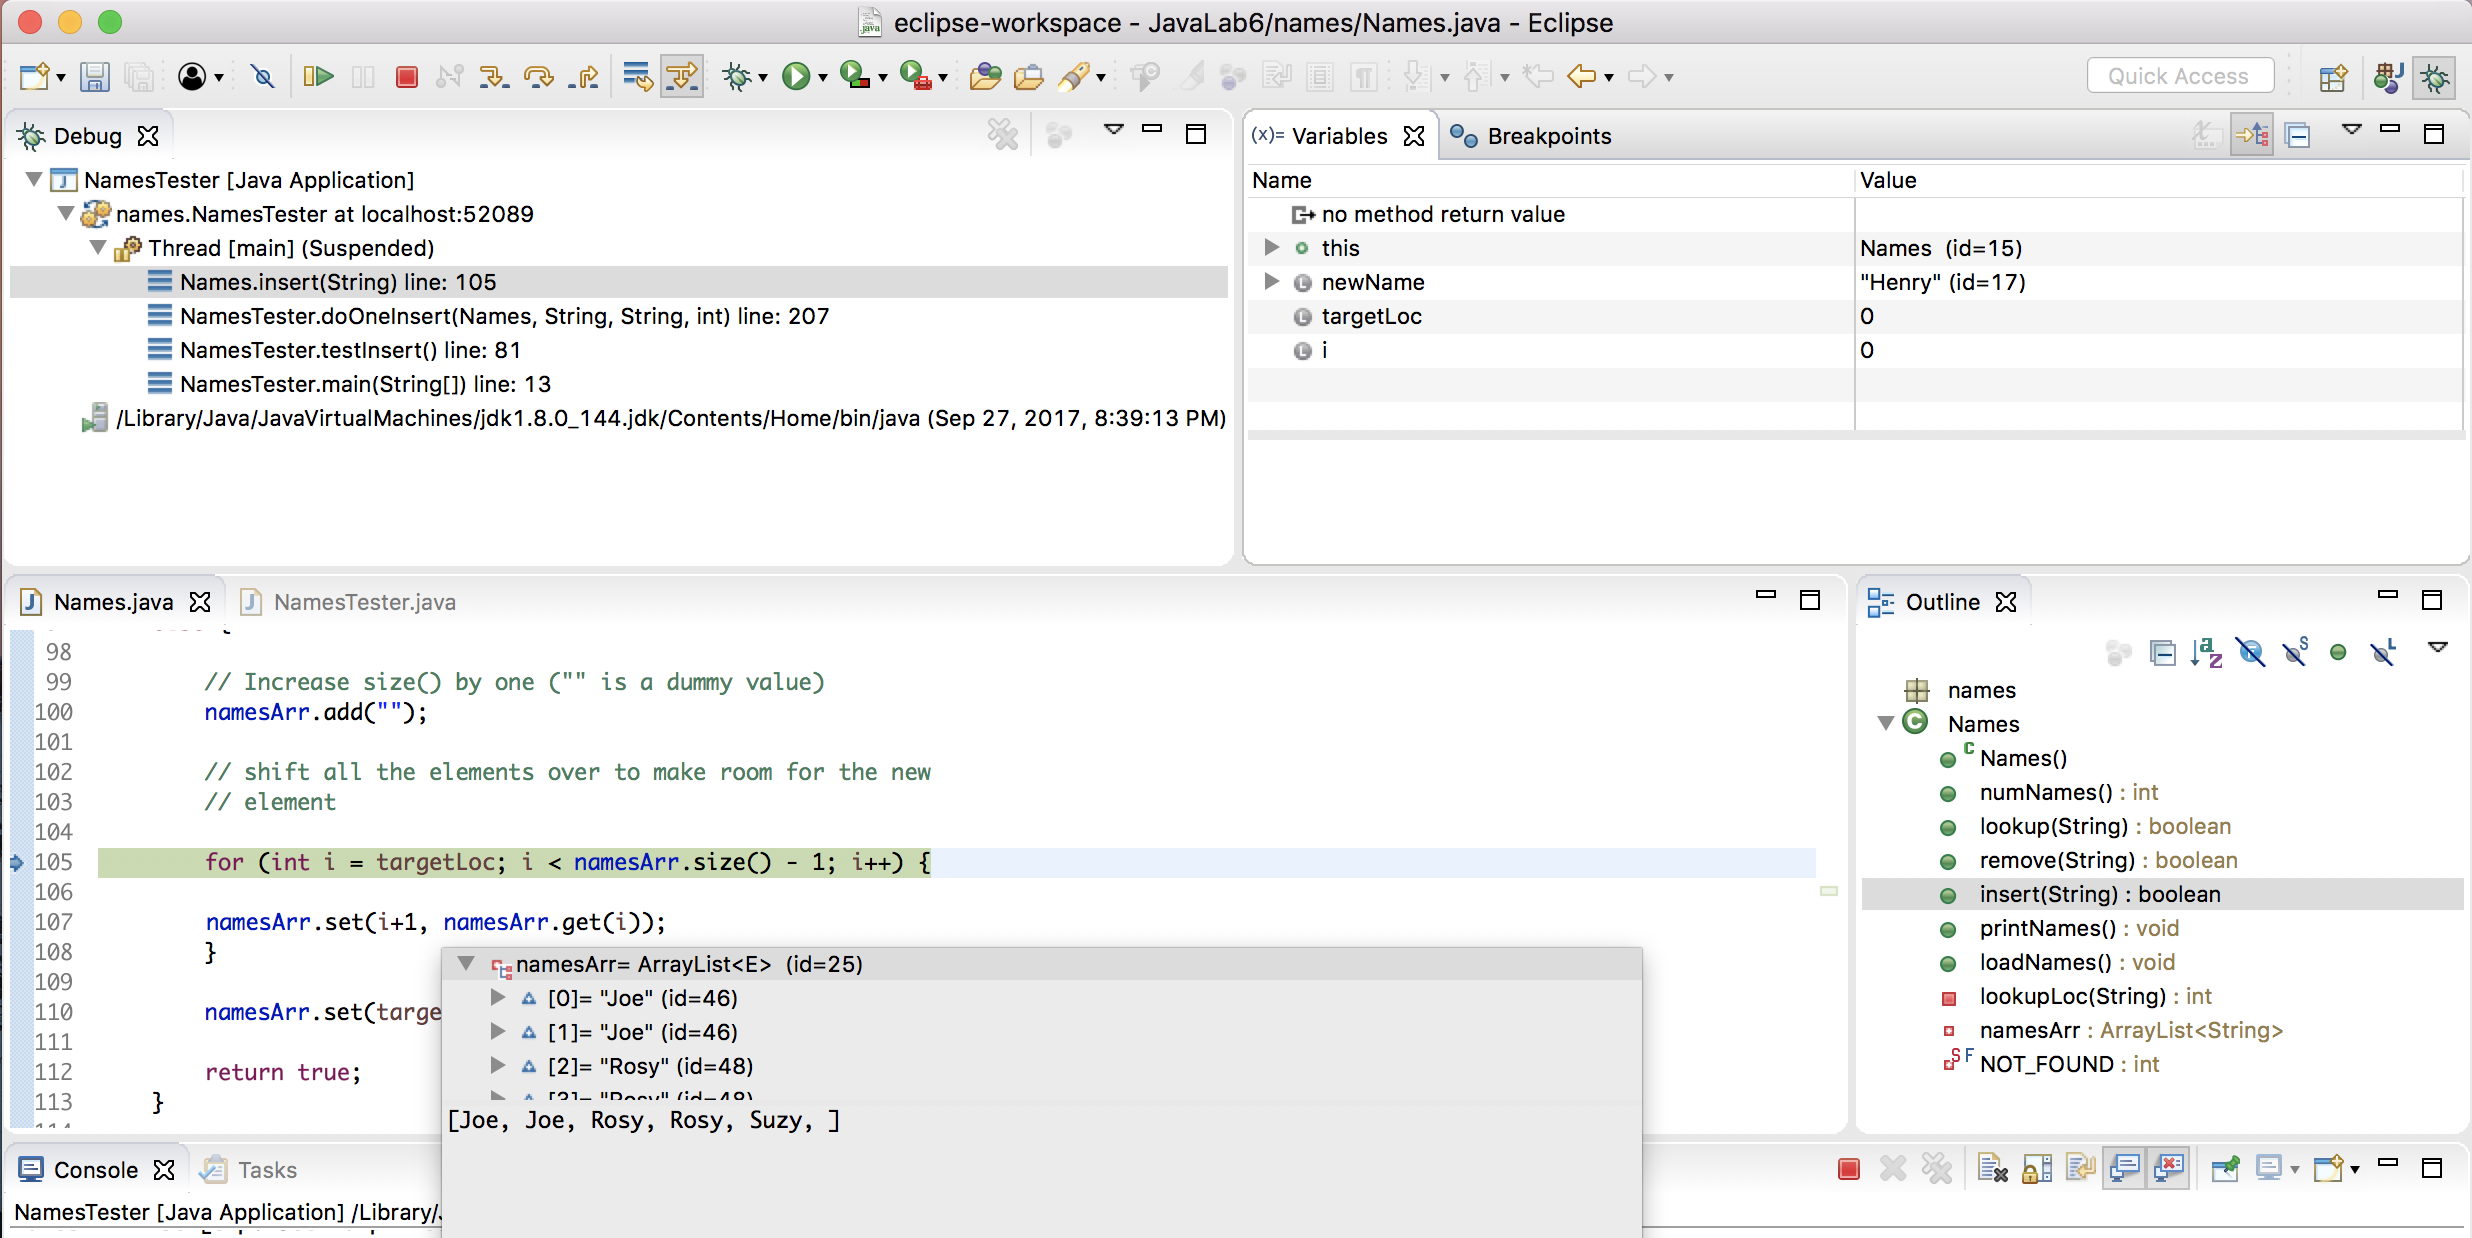 eclipse-workspace - JavaLab6/names/Names.java - Eclipse
Quick Access
Debug
NamesTester [Java Application]
names.NamesTester at localhost:52089
Thread [main] (Suspended)
Names.insert(String) line: 105
NamesTester.doOneInsert(Names, String, String, int) line: 207
NamesTester.testInsert() line: 81
NamesTester.main(String[]) line: 13
/Library/Java/JavaVirtualMachines/jdk1.8.0_144.jdk/Contents/Home/bin/java (Sep 27, 2017, 8:39:13 PM)
(x)= Variables Breakpoints
Name Value
no method return value
this Names (id=15)
newName "Henry" (id=17)
targetLoc 0
i 0
Names.java NamesTester.java
98
99 // Increase size() by one ("" is a dummy value)
100 namesArr.add("");
101
102 // shift all the elements over to make room for the new
103 // element
104
105 for (int i = targetLoc; i < namesArr.size() - 1; i++) {
106
107 namesArr.set(i+1, namesArr.get(i));
108 }
109
110 namesArr.set(targe
111
112 return true;
113 }
namesArr= ArrayList<E> (id=25)
[0]= "Joe" (id=46)
[1]= "Joe" (id=46)
[2]= "Rosy" (id=48)
[3]= "Rosy" (id=48)
[Joe, Joe, Rosy, Rosy, Suzy, ]
Outline
names
Names
Names()
numNames() : int
lookup(String) : boolean
remove(String) : boolean
insert(String) : boolean
printNames() : void
loadNames() : void
lookupLoc(String) : int
namesArr : ArrayList<String>
NOT_FOUND : int
Console Tasks
NamesTester [Java Application] /Library/J